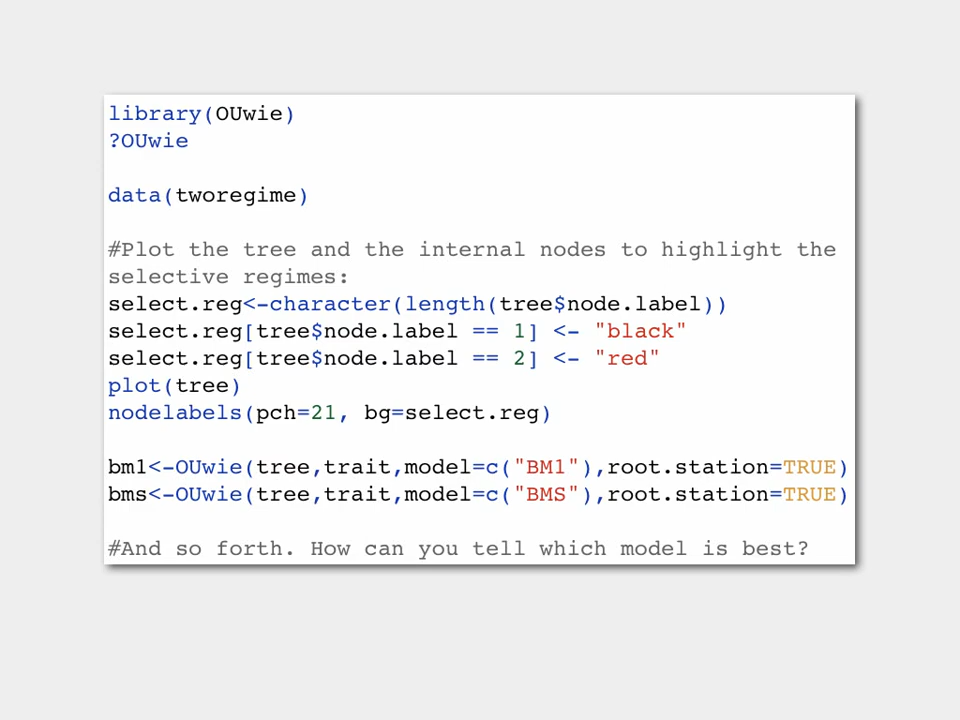 library(OUwie)
?OUwie
data(tworegime)
#Plot the tree and the internal nodes to highlight the
selective regimes:
select.reg<-character(length(tree$node.label))
select.reg[tree$node.label == 1] <- "black"
select.reg[tree$node.label == 2] <- "red"
plot(tree)
nodelabels(pch=21, bg=select.reg)
bm1<-OUwie(tree,trait,model=c("BM1"),root.station=TRUE)
bms<-OUwie(tree,trait,model=c("BMS"),root.station=TRUE)
#And so forth. How can you tell which model is best?